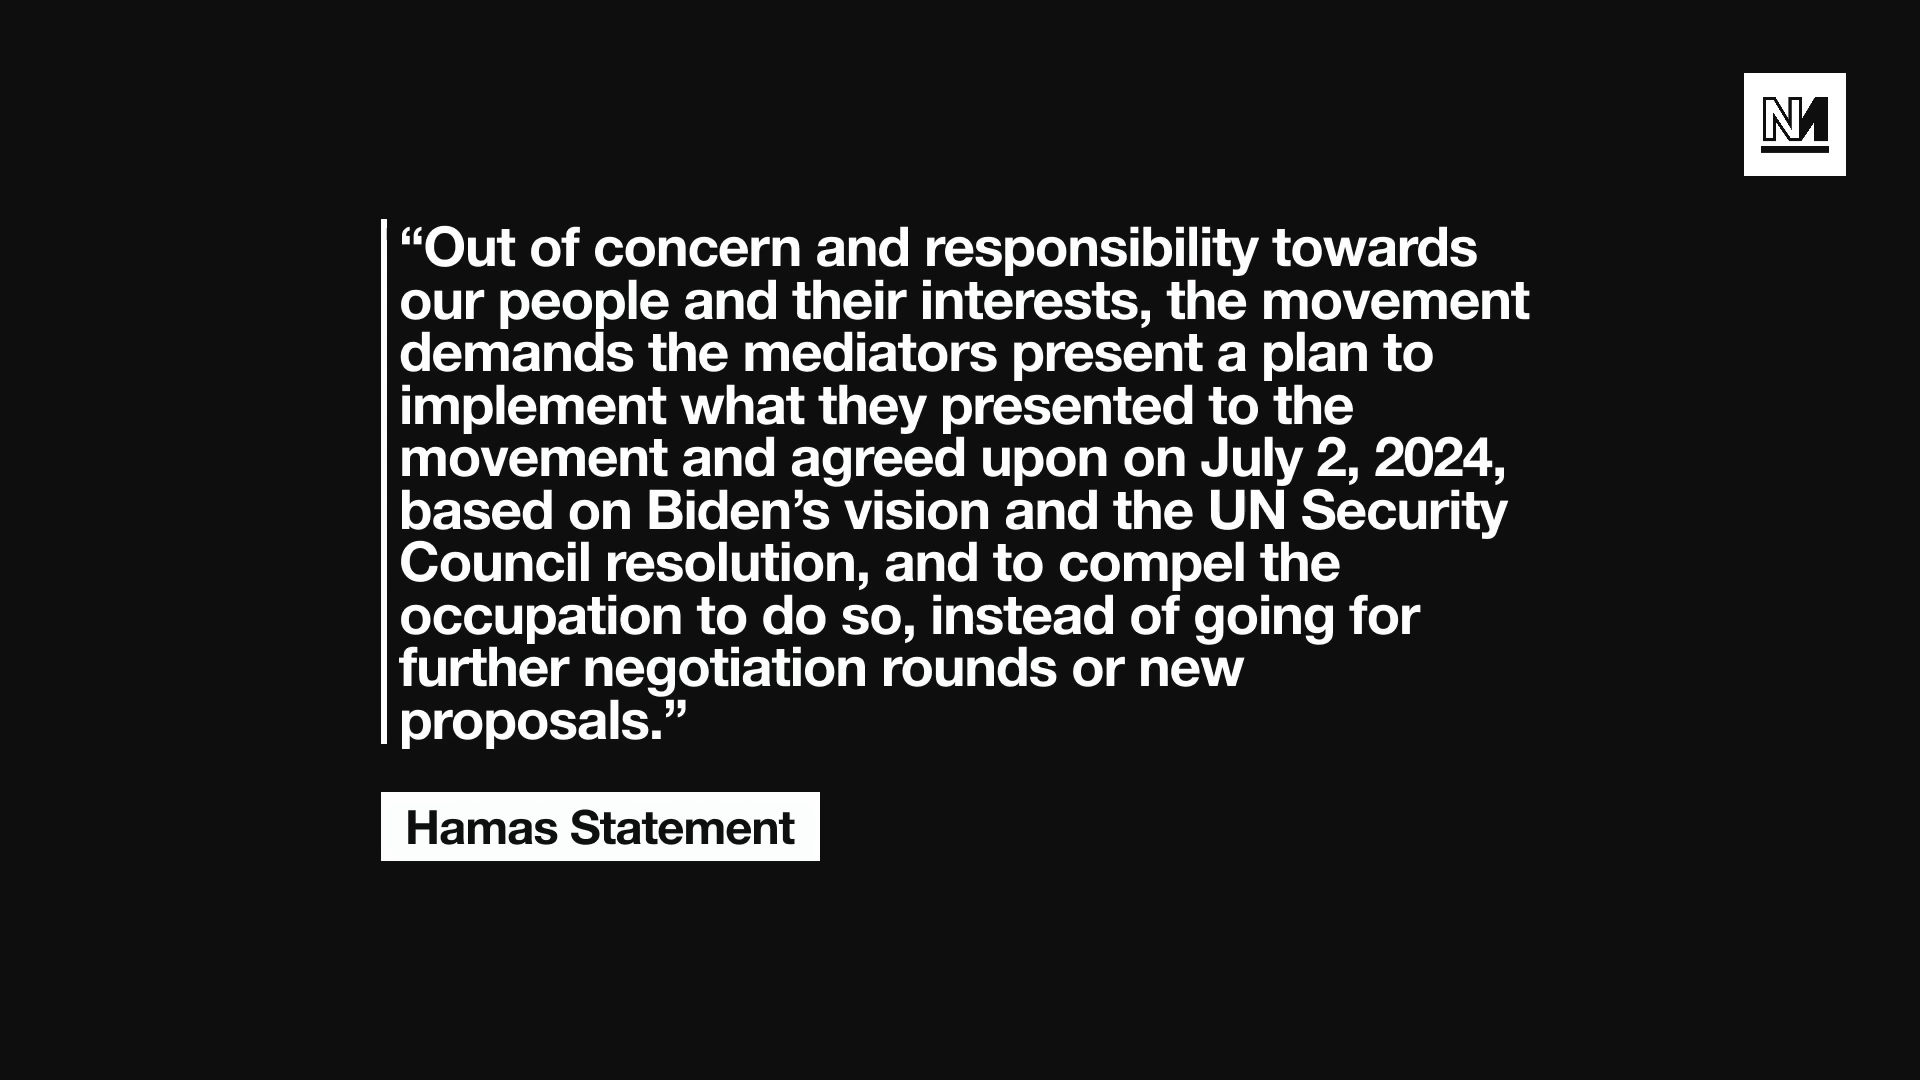 NM
“Out of concern and responsibility towards
our people and their interests, the movement
demands the mediators present a plan to
implement what they presented to the
movement and agreed upon on July 2, 2024,
based on Biden’s vision and the UN Security
Council resolution, and to compel the
occupation to do so, instead of going for
further negotiation rounds or new
proposals.”
Hamas Statement